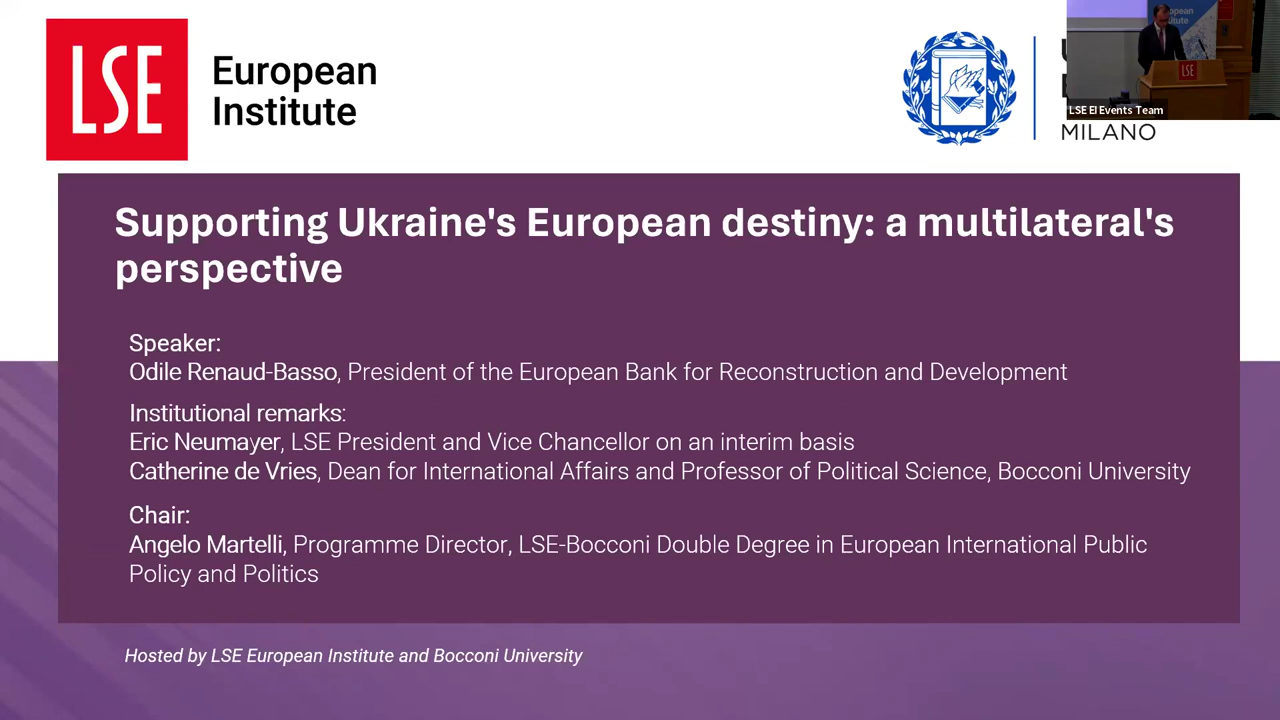 LSE
European
Institute
MILANO
European
Institute
LSE
LSE EI Events Team
Supporting Ukraine's European destiny: a multilateral's
perspective
Speaker:
Odile Renaud-Basso, President of the European Bank for Reconstruction and Development
Institutional remarks:
Eric Neumayer, LSE President and Vice Chancellor on an interim basis
Catherine de Vries, Dean for International Affairs and Professor of Political Science, Bocconi University
Chair:
Angelo Martelli, Programme Director, LSE-Bocconi Double Degree in European International Public
Policy and Politics
Hosted by LSE European Institute and Bocconi University